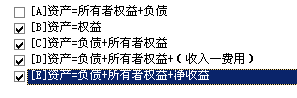 [A]资产=所有者权益+负债
[B]资产=权益
[C]资产=负债+所有者权益
[D]资产=负债+所有者权益+(收入一费用)
[E]资产=负债+所有者权益+净收益